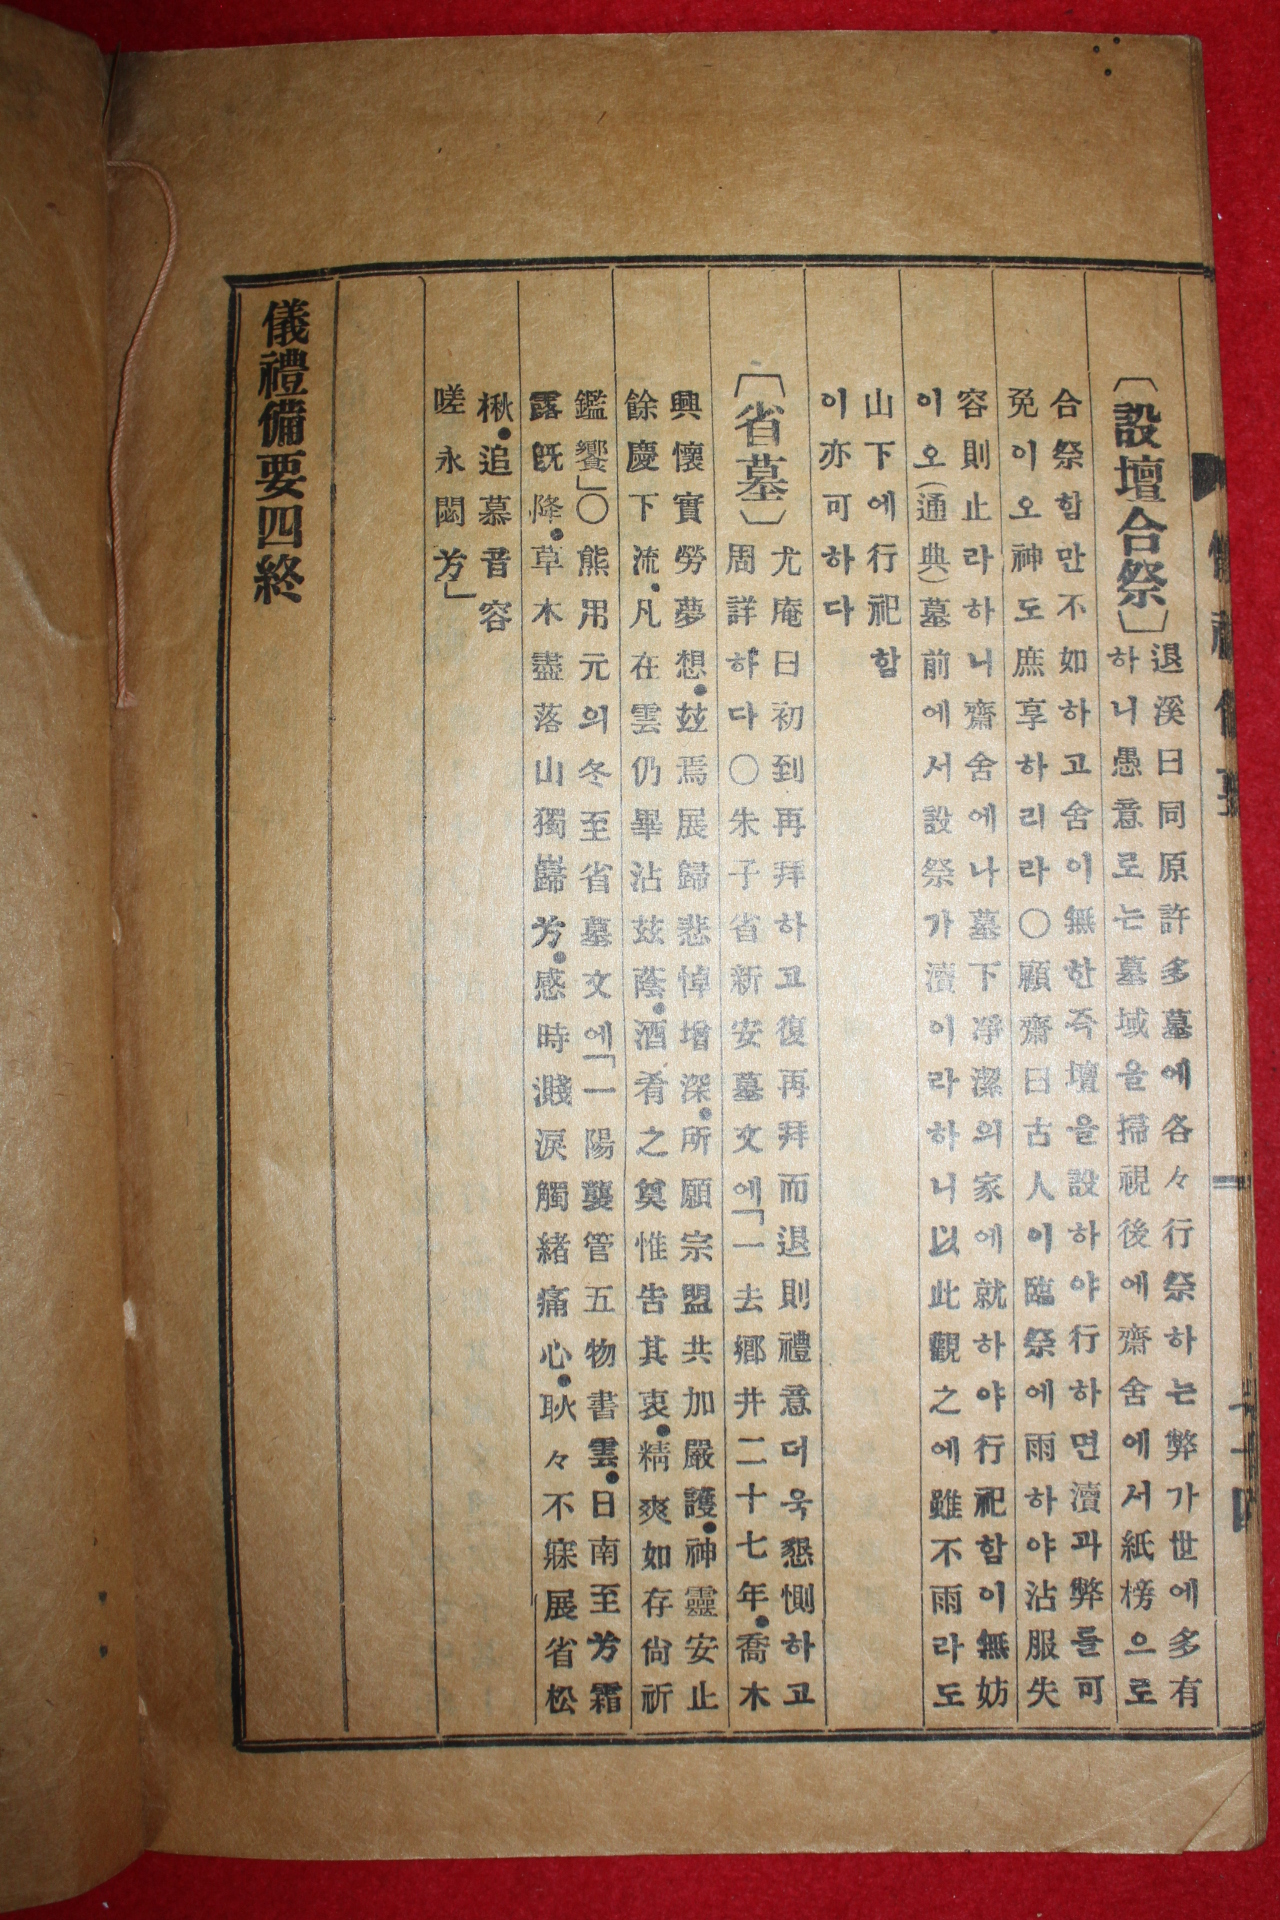 〔設壇合祭〕
退溪曰同原許多墓에各々行祭하는弊가世에多有
하니愚意로는墓域을掃視後에齋舍에서紙榜으로
合祭함만不如하고舍이無한즉壇을設하야行하면瀆과弊를可
免이오神도庶享하리라○顧齋曰古人이臨祭에雨하야沾服失
容則止라하니齋舍에나墓下凈潔의家에就하야行祀함이無妨
이오(通典)墓前에서設祭가瀆이라하니以此觀之에雖不雨라도
山下에行祀함
이亦可하다
〔省墓〕
尤庵曰初到再拜하고復再拜而退則禮意더욱懇惻하고
周詳하다○朱子省新安墓文에「一去鄉井二十七年•喬木
興懷實勞夢想•玆焉展歸悲悼增深•所願宗盟共加嚴護•神靈安止
餘慶下流•凡在雲仍畢沾玆蔭•酒肴之奠惟告其衷•精爽如存尙祈
鑑饗」○熊用元의冬至省墓文에「一陽襲管五物書雲•日南至芳霜
露旣降•草木盡落山獨巋芳•感時濺淚觸緒痛心•耿々不寐展省松
楸•追慕音容
嗟永閟芳」
儀禮備要四終